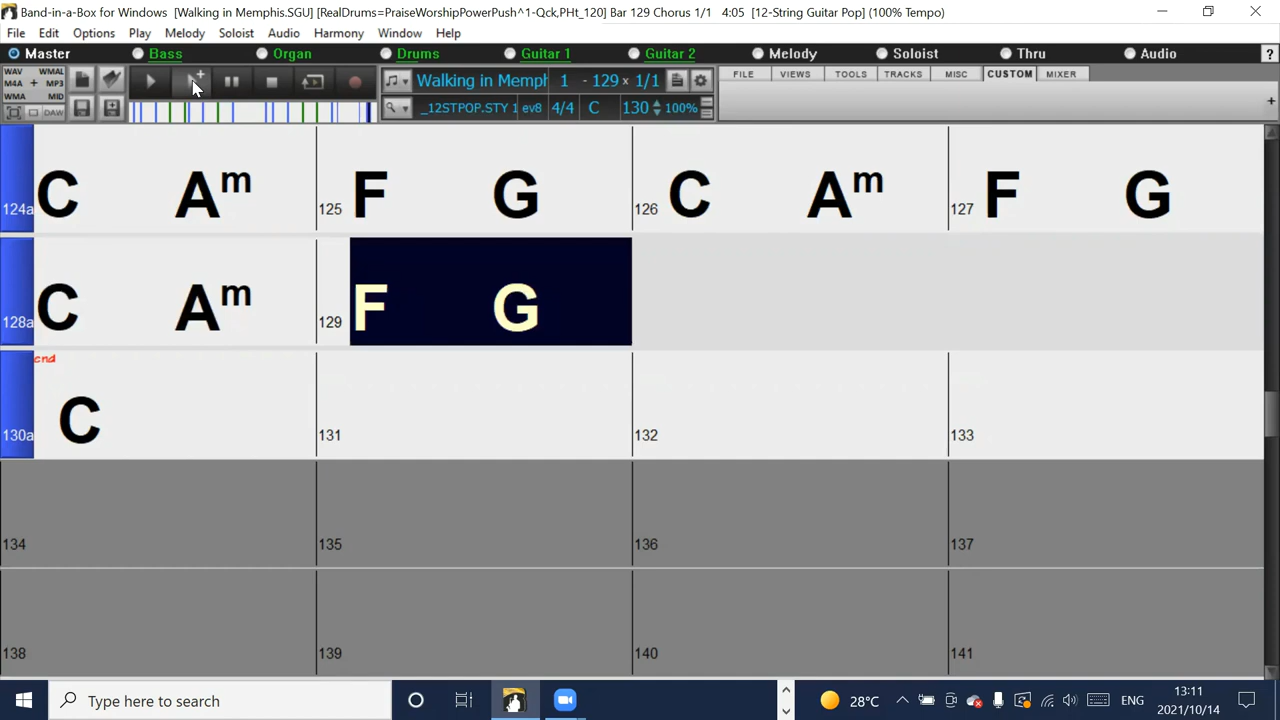 Band-in-a-Box for Windows [Walking in Memphis.SGU] [RealDrums=PraiseWorshipPowerPush^1-Qck,PHt_120] Bar 129 Chorus 1/1 4:05 [12-String Guitar Pop] (100% Tempo)
File Edit Options Play Melody Soloist Audio Harmony Window Help
Master Bass Organ Drums Guitar 1 Guitar 2 Melody Soloist Thru Audio ?
WAV WMAL
M4A + MP3
WMA MID
DAW
Walking in Memph 1 - 129 x 1/1
_12STPOP.STY 1 ev8 4/4 C 130 100%
FILE VIEWS TOOLS TRACKS MISC CUSTOM MIXER
+
124a C Am 125 F G 126 C Am 127 F G
128a C Am 129 F G
end
130a C 131 132 133
134 135 136 137
138 139 140 141
Type here to search
28°C ENG 13:11
2021/10/14